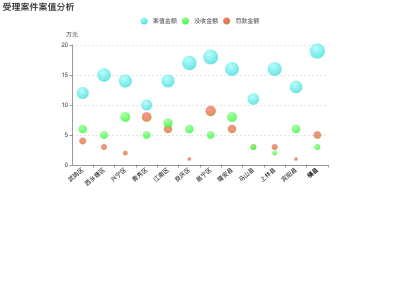 受理案件案值分析
案值金额 没收金额 罚款金额
万元
20
15
10
5
0
武鸣区 西乡塘区 兴宁区 青秀区 江南区 良庆区 邕宁区 隆安县 马山县 上林县 宾阳县 横县